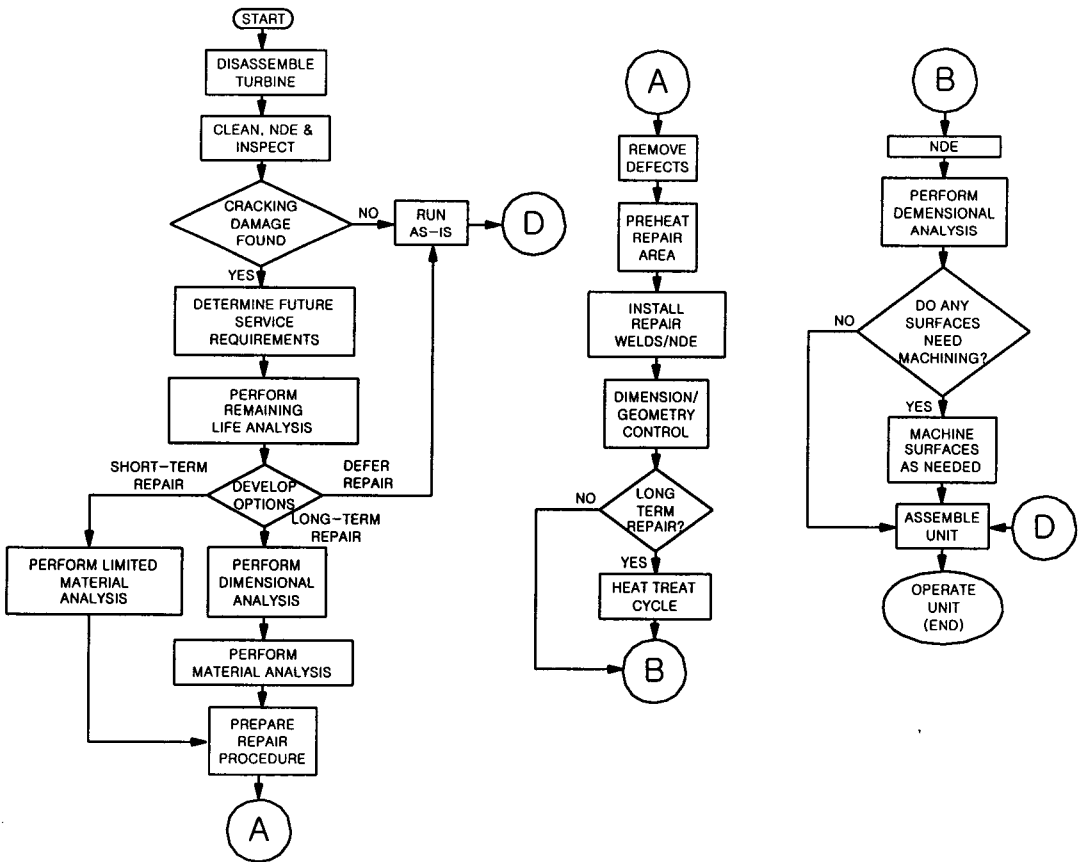 START
DISASSEMBLE
TURBINE
CLEAN, NDE &
INSPECT
CRACKING
DAMAGE
FOUND
NO
RUN
AS-IS
D
YES
DETERMINE FUTURE
SERVICE
REQUIREMENTS
PERFORM
REMAINING
LIFE ANALYSIS
SHORT-TERM
REPAIR
DEVELOP
OPTIONS
DEFER
REPAIR
LONG-TERM
REPAIR
PERFORM LIMITED
MATERIAL
ANALYSIS
PERFORM
DIMENSIONAL
ANALYSIS
PERFORM
MATERIAL ANALYSIS
PREPARE
REPAIR
PROCEDURE
A
A
REMOVE
DEFECTS
PREHEAT
REPAIR
AREA
INSTALL
REPAIR
WELDS/NDE
DIMENSION/
GEOMETRY
CONTROL
NO
LONG
TERM
REPAIR?
YES
HEAT TREAT
CYCLE
B
B
NDE
PERFORM
DEMENSIONAL
ANALYSIS
NO
DO ANY
SURFACES
NEED
MACHINING?
YES
MACHINE
SURFACES
AS NEEDED
ASSEMBLE
UNIT
D
OPERATE
UNIT
(END)